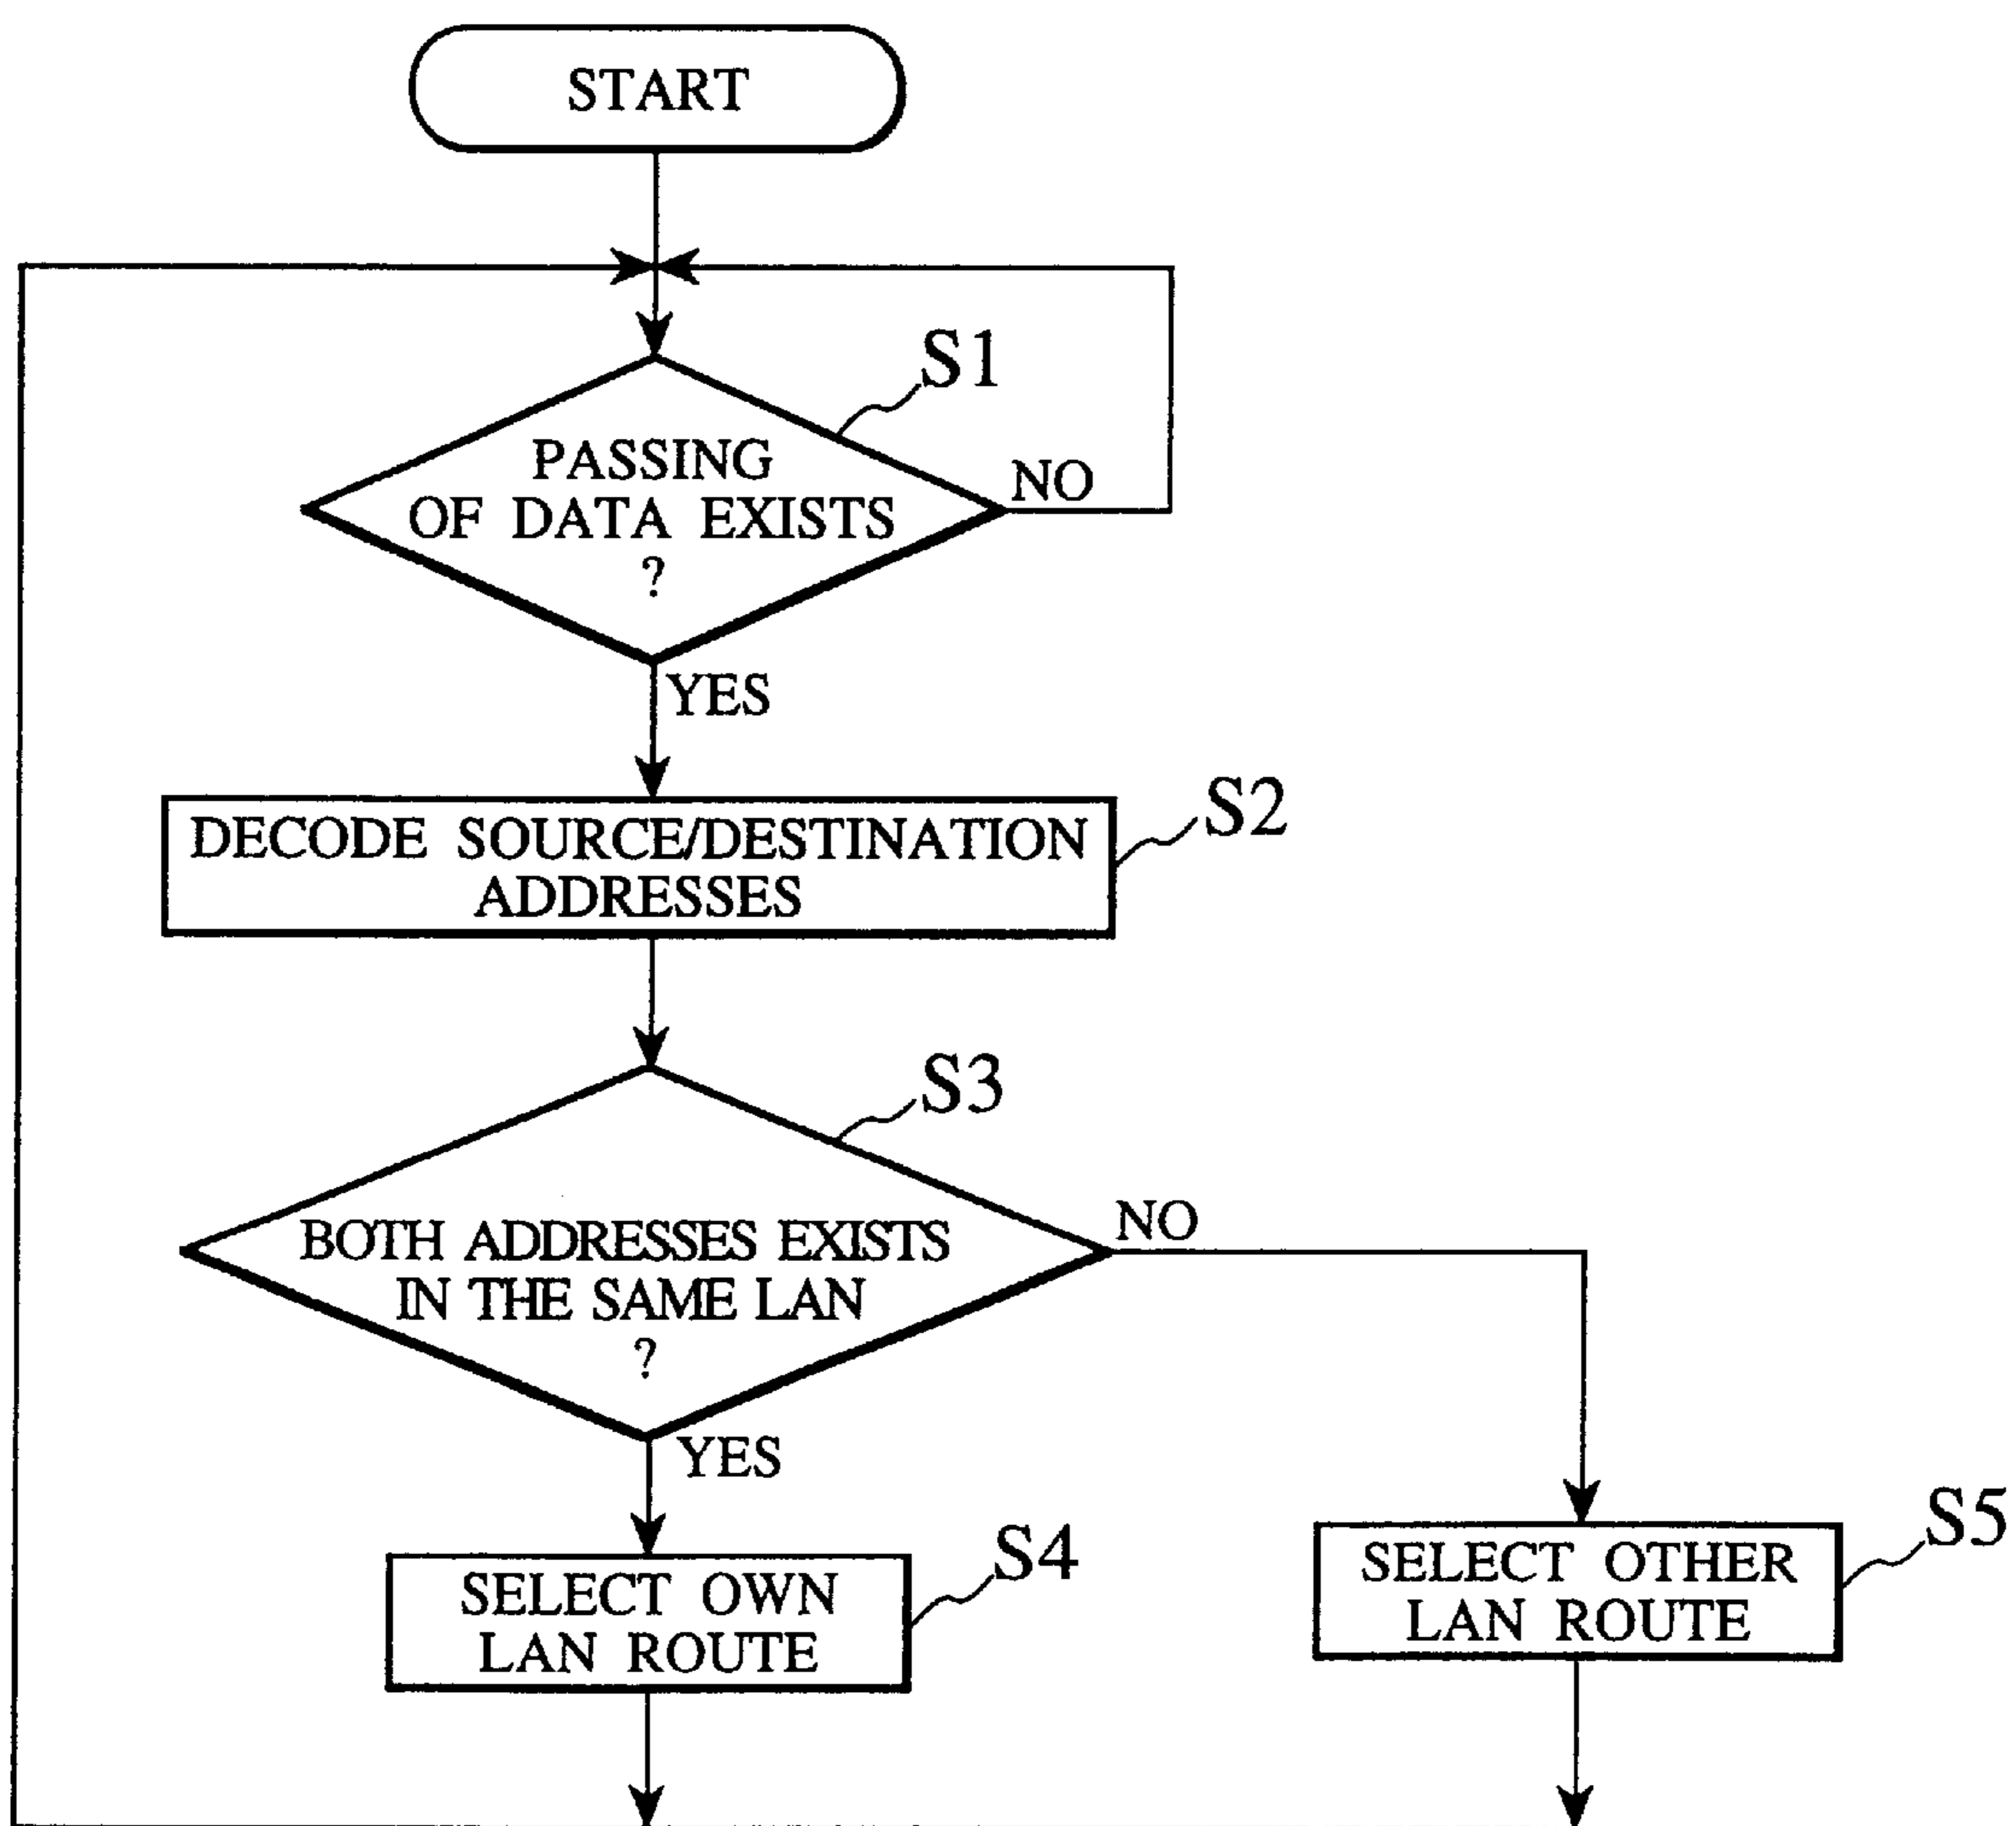 START
S1
PASSING
OF DATA EXISTS
?
NO
YES
S2
DECODE SOURCE/DESTINATION
ADDRESSES
S3
BOTH ADDRESSES EXISTS
IN THE SAME LAN
?
NO
YES
S4
SELECT OWN
LAN ROUTE
S5
SELECT OTHER
LAN ROUTE